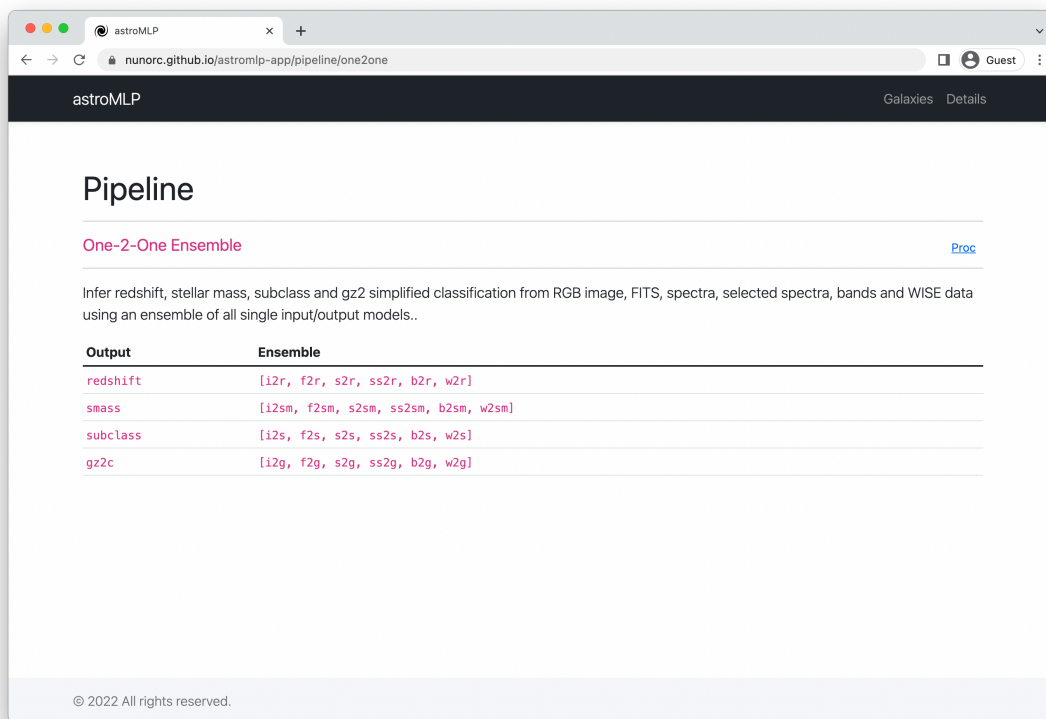 astroMLP
nunorc.github.io/astromlp-app/pipeline/one2one
Guest
astroMLP
Galaxies Details
Pipeline
One-2-One Ensemble
Proc
Infer redshift, stellar mass, subclass and gz2 simplified classification from RGB image, FITS, spectra, selected spectra, bands and WISE data
using an ensemble of all single input/output models..
Output Ensemble
redshift [i2r, f2r, s2r, ss2r, b2r, w2r]
smass [i2sm, f2sm, s2sm, ss2sm, b2sm, w2sm]
subclass [i2s, f2s, s2s, ss2s, b2s, w2s]
gz2c [i2g, f2g, s2g, ss2g, b2g, w2g]
© 2022 All rights reserved.